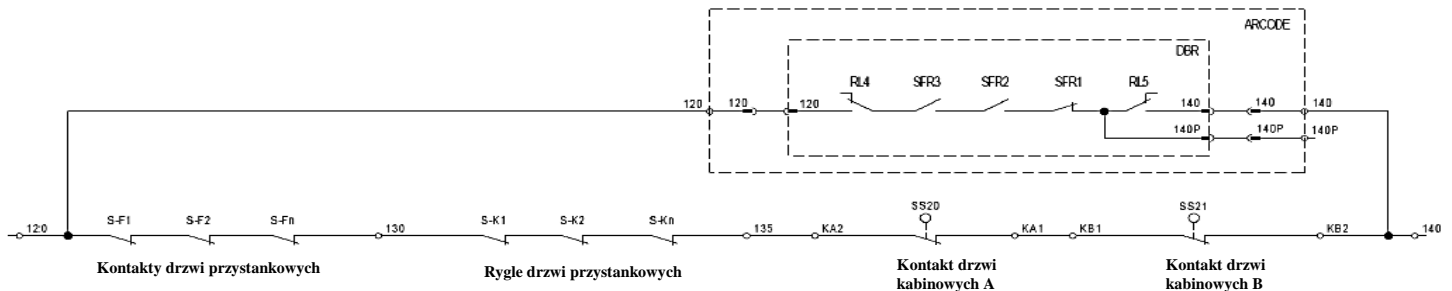 ARCODE
DBR
RL4 SFR3 SFR2 SFR1 RL5
120 120 120 140 140 140
140P 140P 140P
SS20 SS21
120 S-F1 S-F2 S-Fn 130 S-K1 S-K2 S-Kn 135 KA2 KA1 KB1 KB2 140
Kontakty drzwi przystankowych
Rygle drzwi przystankowych
Kontakt drzwi
kabinowych A
Kontakt drzwi
kabinowych B